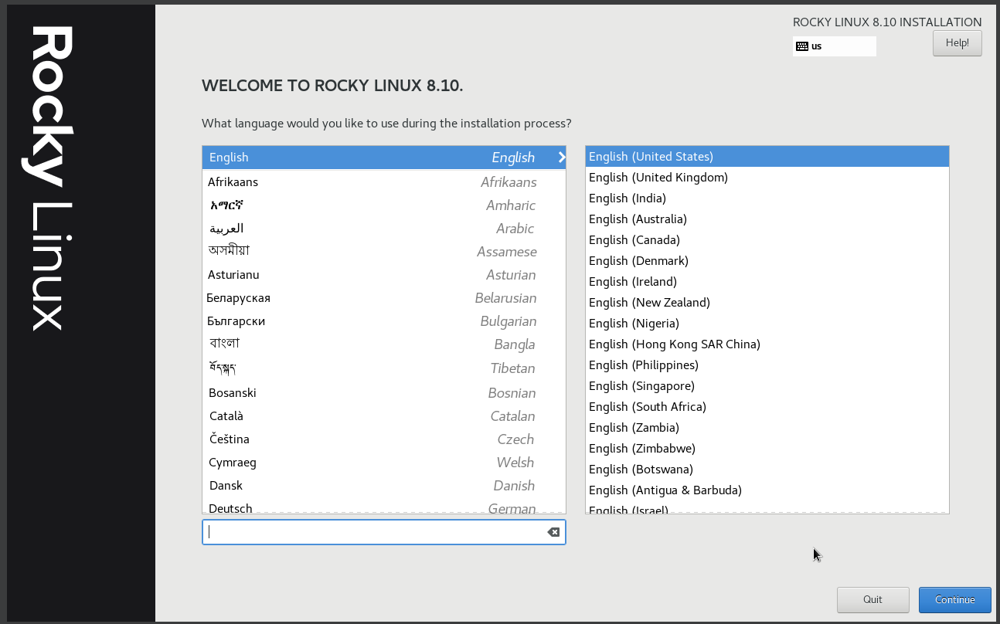 Rocky Linux
ROCKY LINUX 8.10 INSTALLATION
us
Help!
WELCOME TO ROCKY LINUX 8.10.
What language would you like to use during the installation process?
English English
Afrikaans Afrikaans
አማርኛ Amharic
العربية Arabic
অসমীয়া Assamese
Asturianu Asturian
Беларуская Belarusian
Български Bulgarian
বাংলা Bangla
བོད་སྐད་ Tibetan
Bosanski Bosnian
Català Catalan
Čeština Czech
Cymraeg Welsh
Dansk Danish
Deutsch German
English (United States)
English (United Kingdom)
English (India)
English (Australia)
English (Canada)
English (Denmark)
English (Ireland)
English (New Zealand)
English (Nigeria)
English (Hong Kong SAR China)
English (Philippines)
English (Singapore)
English (South Africa)
English (Zambia)
English (Zimbabwe)
English (Botswana)
English (Antigua & Barbuda)
English (Israel)
Quit
Continue